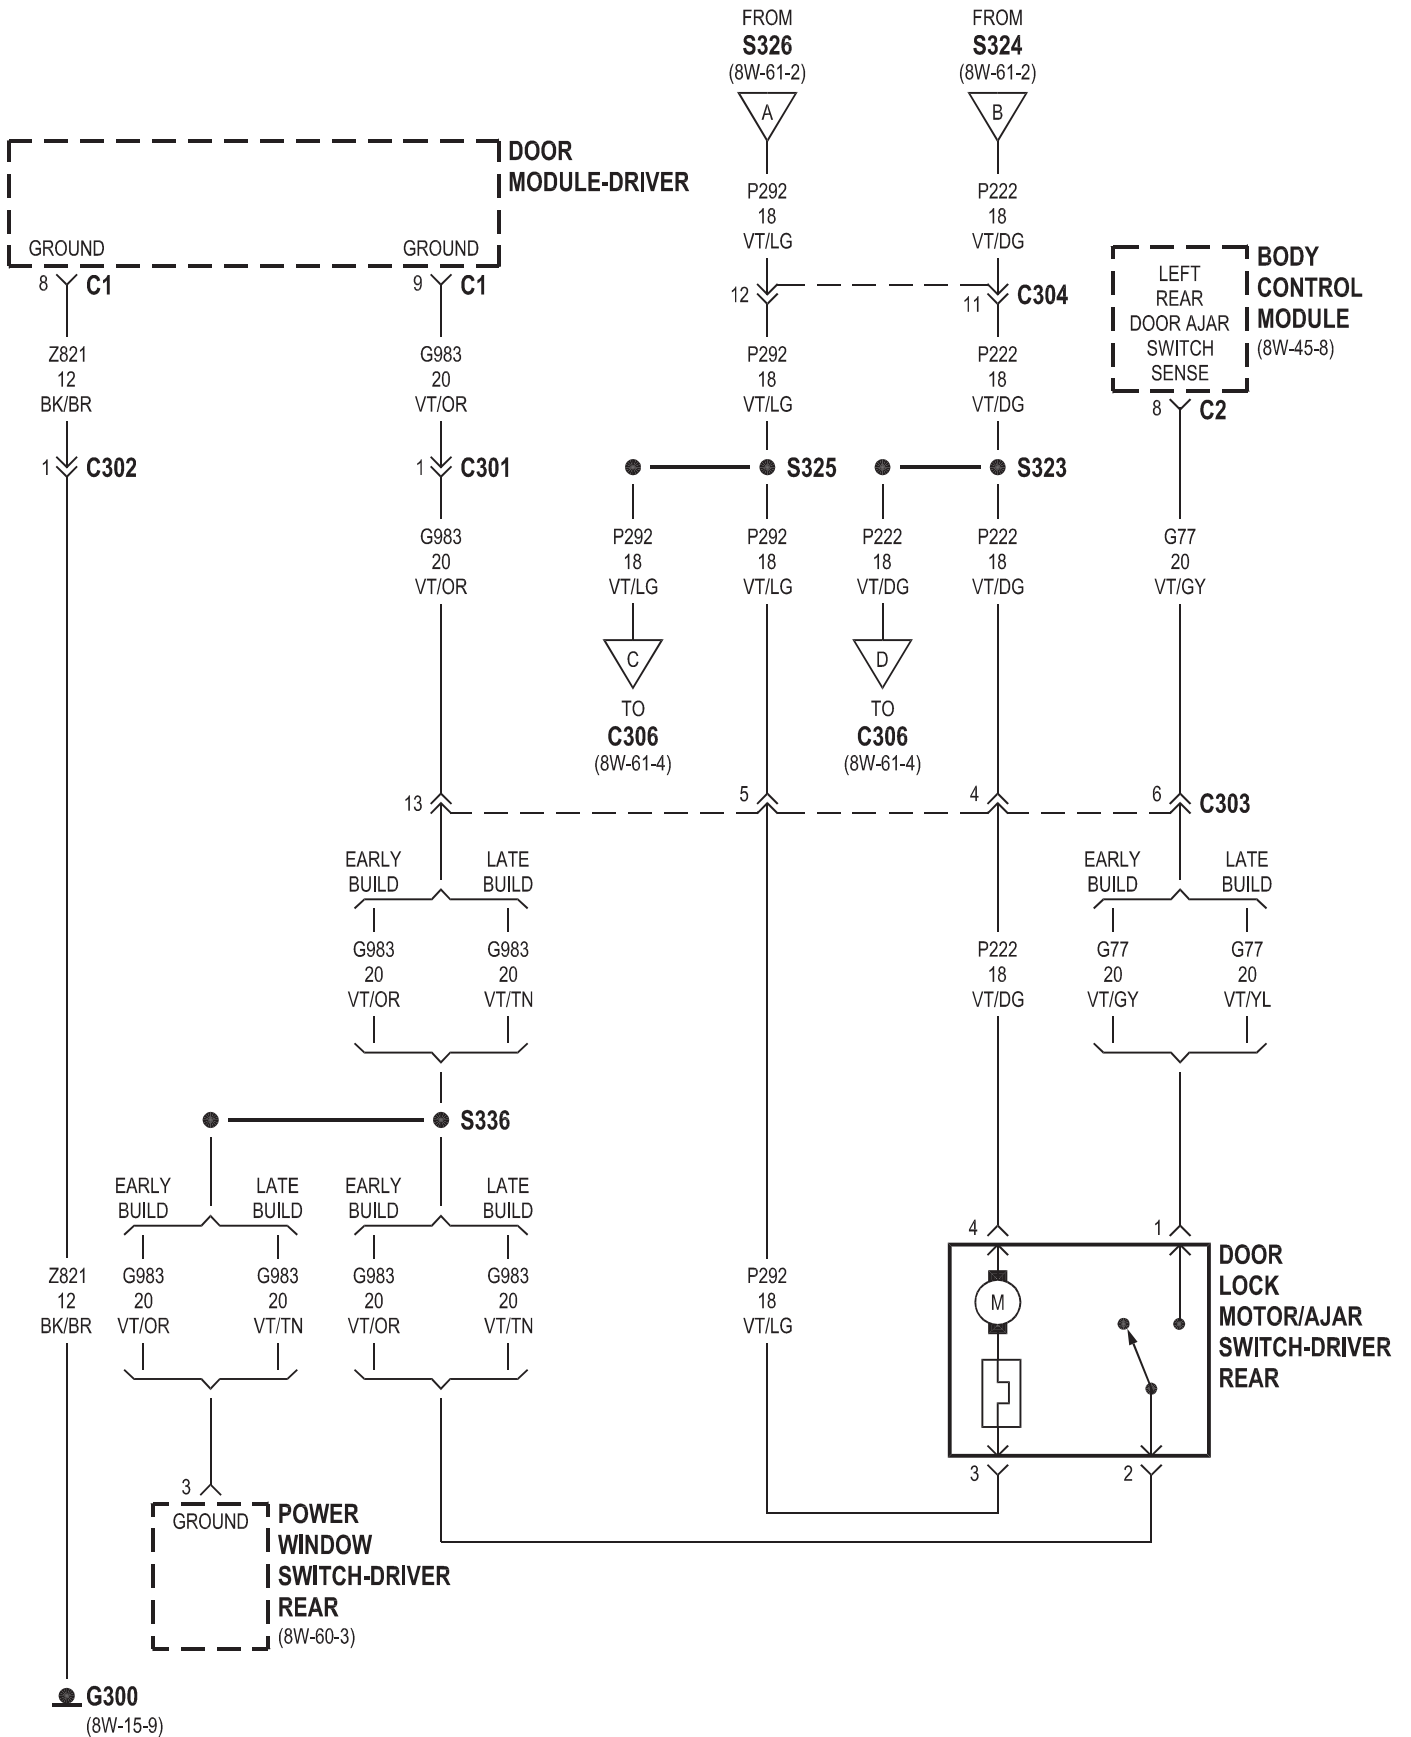 FROM
S326
(8W-61-2)
A
FROM
S324
(8W-61-2)
B
DOOR
MODULE-DRIVER
GROUND
8
C1
GROUND
9
C1
P292
18
VT/LG
P222
18
VT/DG
12
11
C304
BODY
CONTROL
MODULE
(8W-45-8)
LEFT
REAR
DOOR AJAR
SWITCH
SENSE
8
C2
Z821
12
BK/BR
G983
20
VT/OR
P292
18
VT/LG
P222
18
VT/DG
1
C302
1
C301
S325
S323
G983
20
VT/OR
P292
18
VT/LG
P292
18
VT/LG
P222
18
VT/DG
P222
18
VT/DG
G77
20
VT/GY
C
TO
C306
(8W-61-4)
D
TO
C306
(8W-61-4)
13
5
4
6
C303
EARLY
BUILD
LATE
BUILD
EARLY
BUILD
LATE
BUILD
G983
20
VT/OR
G983
20
VT/TN
P222
18
VT/DG
G77
20
VT/GY
G77
20
VT/YL
S336
EARLY
BUILD
LATE
BUILD
EARLY
BUILD
LATE
BUILD
4
1
Z821
12
BK/BR
G983
20
VT/OR
G983
20
VT/TN
G983
20
VT/OR
G983
20
VT/TN
P292
18
VT/LG
M
DOOR
LOCK
MOTOR/AJAR
SWITCH-DRIVER
REAR
3
2
3
GROUND
POWER
WINDOW
SWITCH-DRIVER
REAR
(8W-60-3)
G300
(8W-15-9)